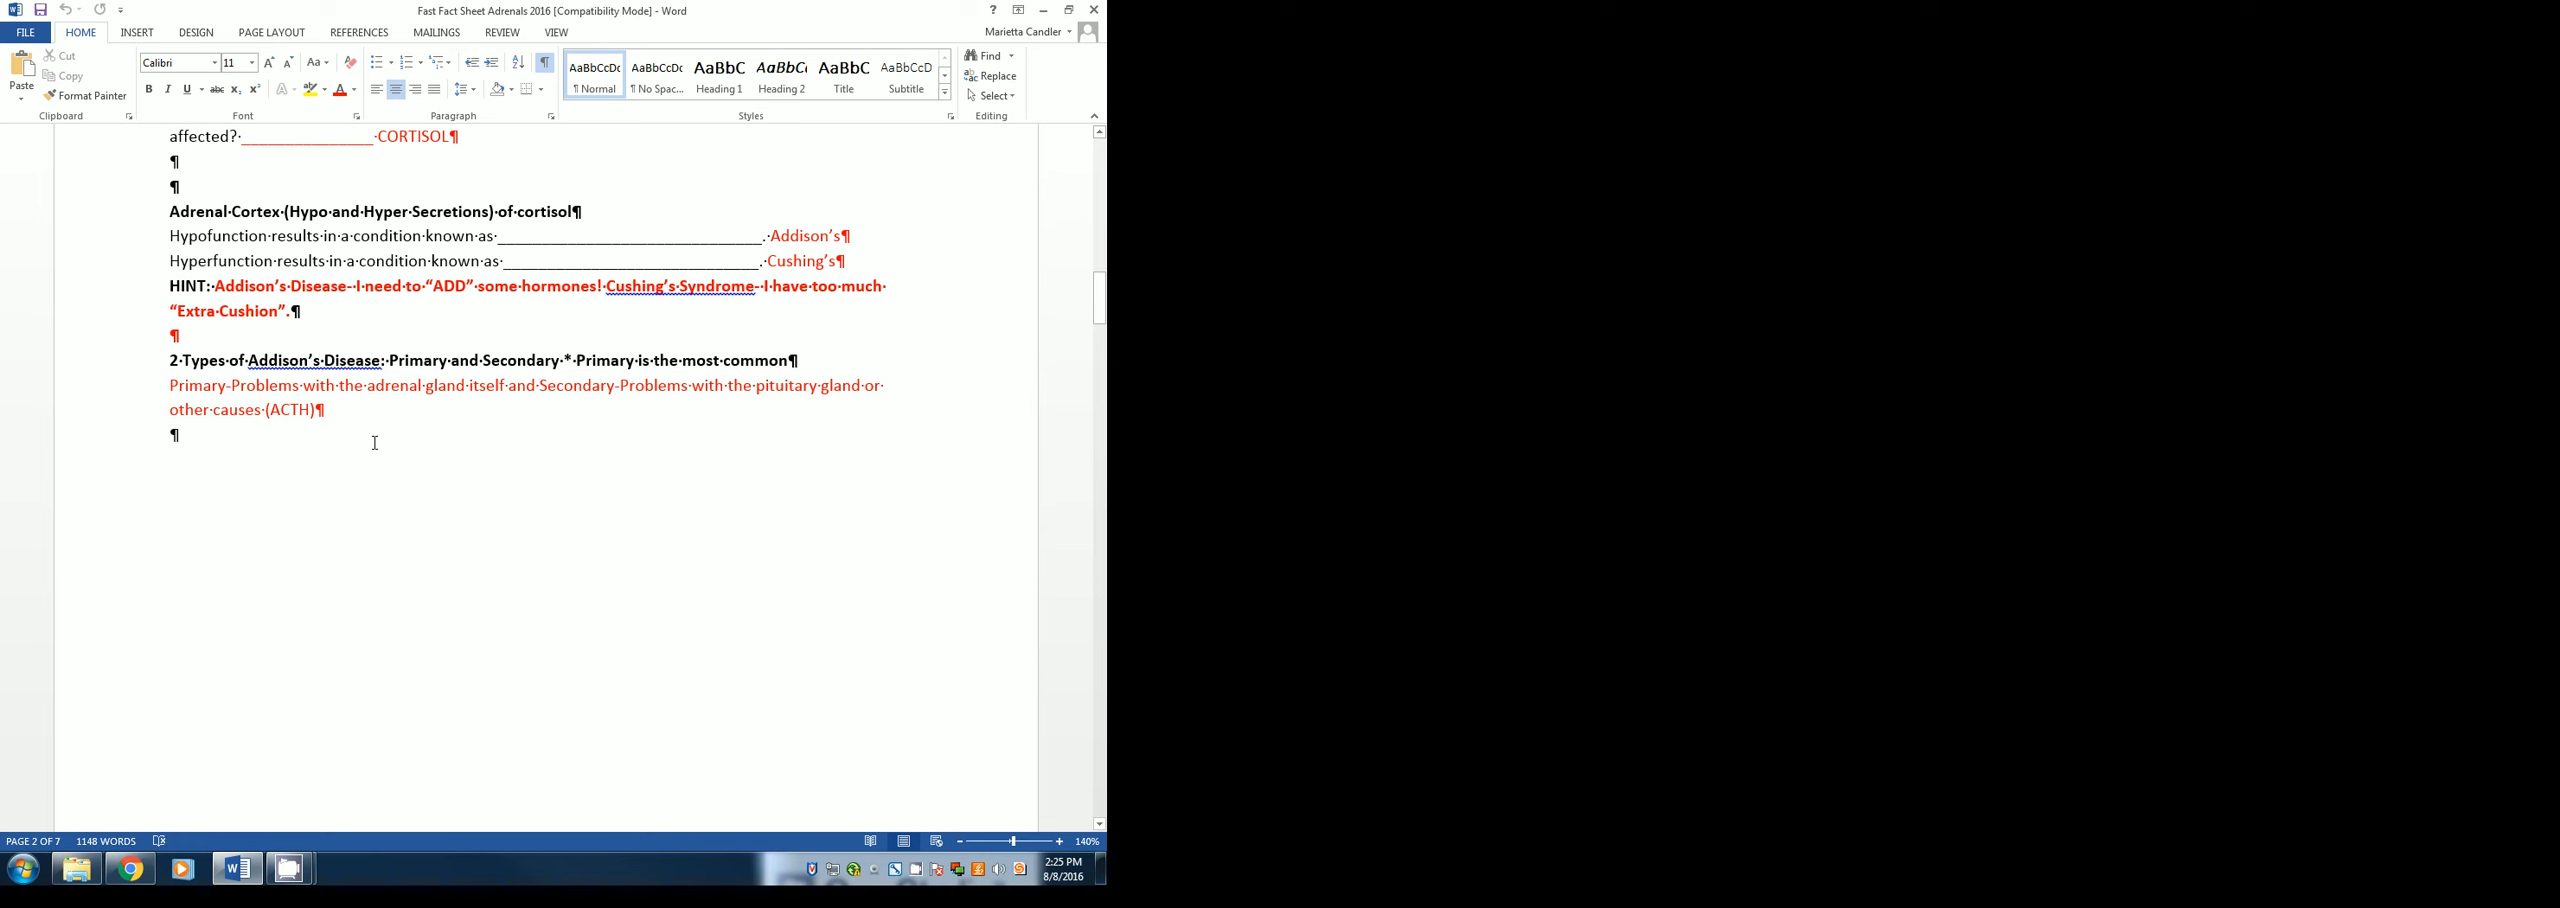 Fast Fact Sheet Adrenals 2016 [Compatibility Mode] - Word
FILE HOME INSERT DESIGN PAGE LAYOUT REFERENCES MAILINGS REVIEW VIEW Marietta Candler
Cut
Copy
Format Painter
Paste
Clipboard
Calibri 11
Font
Paragraph
AaBbCcDc AaBbCcDc AaBbC AaBbCc AaBbC AaBbCcD
¶ Normal ¶ No Spac... Heading 1 Heading 2 Title Subtitle
Styles
Find
Replace
Select
Editing
affected?·_______________·CORTISOL¶
¶
¶
Adrenal·Cortex·(Hypo·and·Hyper·Secretions)·of·cortisol¶
Hypofunction·results·in·a·condition·known·as·______________________________.·Addison’s¶
Hyperfunction·results·in·a·condition·known·as·_____________________________.·Cushing’s¶
HINT:·Addison’s·Disease-·I·need·to·“ADD”·some·hormones!·Cushing’s·Syndrome-·I·have·too·much·
“Extra·Cushion”.¶
¶
2·Types·of·Addison’s·Disease:·Primary·and·Secondary·*·Primary·is·the·most·common¶
Primary-Problems·with·the·adrenal·gland·itself·and·Secondary-Problems·with·the·pituitary·gland·or·
other·causes·(ACTH)¶
¶
PAGE 2 OF 7 1148 WORDS 140%
2:25 PM
8/8/2016